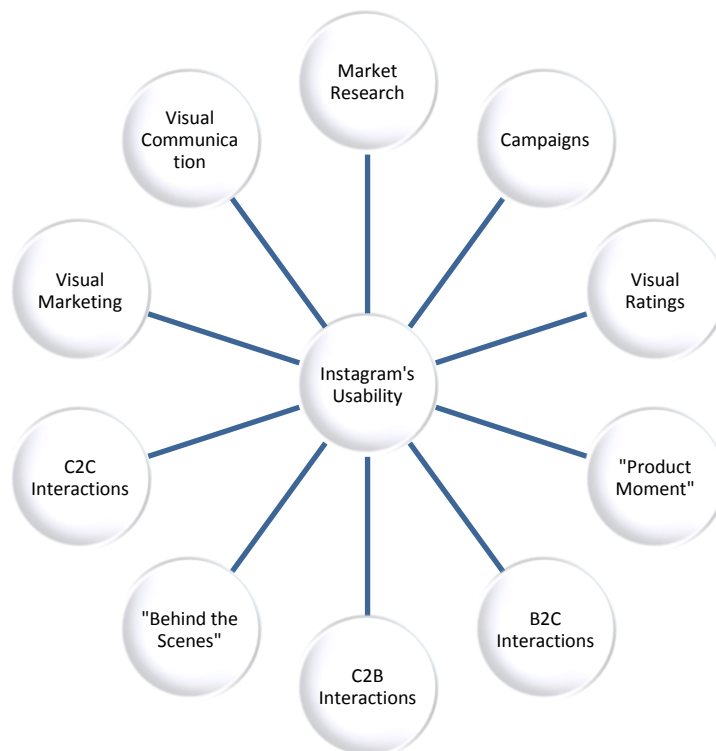 Market
Research
Campaigns
Visual
Ratings
"Product
Moment"
B2C
Interactions
C2B
Interactions
"Behind the
Scenes"
C2C
Interactions
Visual
Marketing
Visual
Communica
tion
Instagram's
Usability